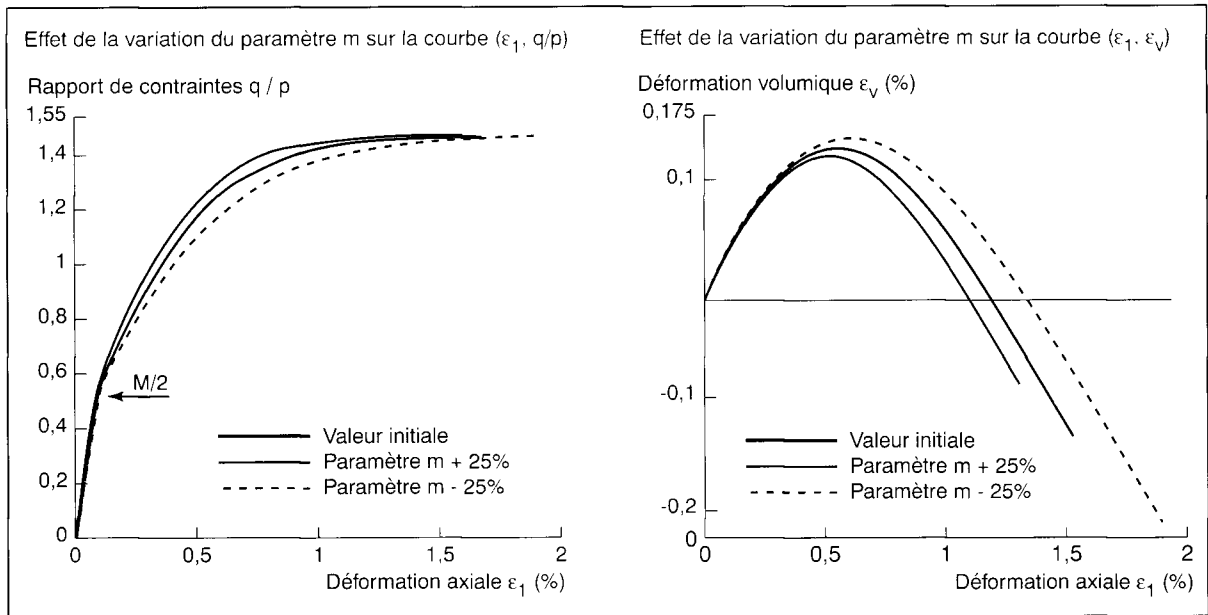 Effet de la variation du paramètre m sur la courbe (ε1, q/p)
Rapport de contraintes q / p
1,55
1,4
1,2
1
0,8
0,6
0,4
0,2
0
M/2
Valeur initiale
Paramètre m + 25%
Paramètre m - 25%
0
0,5
1
1,5
2
Déformation axiale ε1 (%)
Effet de la variation du paramètre m sur la courbe (ε1, εv)
Déformation volumique εv (%)
0,175
0,1
-0,1
-0,2
0
Valeur initiale
Paramètre m + 25%
Paramètre m - 25%
0
0,5
1
1,5
2
Déformation axiale ε1 (%)